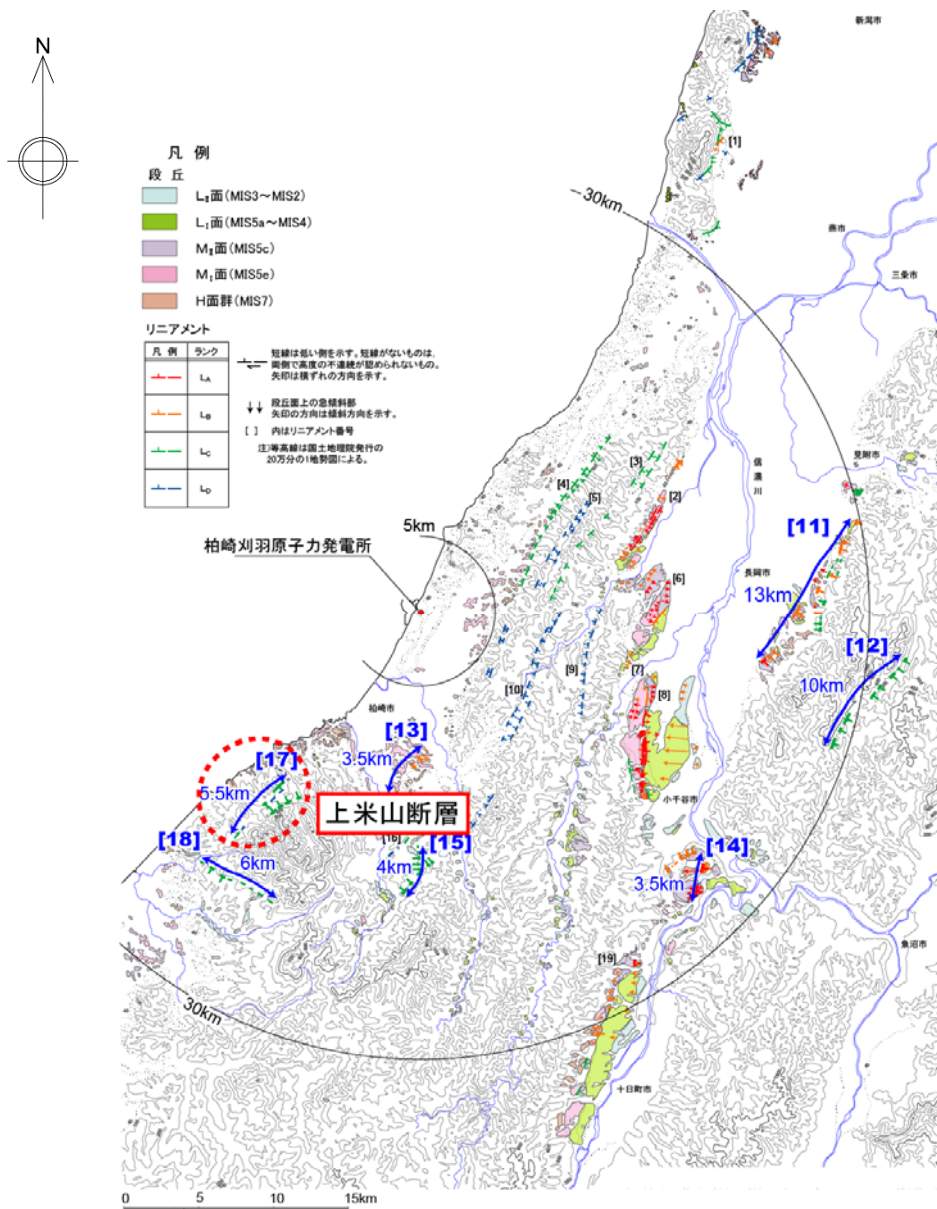 新潟市
N
凡 例
段 丘
LⅡ面(MIS3～MIS2)
LⅠ面(MIS5a～MIS4)
MⅡ面(MIS5c)
MⅠ面(MIS5e)
H面群(MIS7)
リニアメント
凡 例 ランク
LA
LB
LC
LD
短線は低い側を示す。短線がないものは、
両側で高度の不連続が認められないもの。
矢印は横ずれの方向を示す。
段丘面上の急傾斜部
矢印の方向は傾斜方向を示す。
[ ] 内はリニアメント番号
注)等高線は国土地理院発行の
20万分の1地勢図による。
[1]
30km
燕市
三条市
見附市
信濃川
[3]
[4]
[5]
[2]
5km
柏崎刈羽原子力発電所
[11]
長岡市
13km
[6]
[12]
10km
[9]
[7]
[10]
[8]
柏崎市
[13]
3.5km
[17]
5.5km
上米山断層
小千谷市
[18]
6km
[16]
[15]
4km
[14]
3.5km
魚沼市
[19]
30km
十日町市
0 5 10 15km